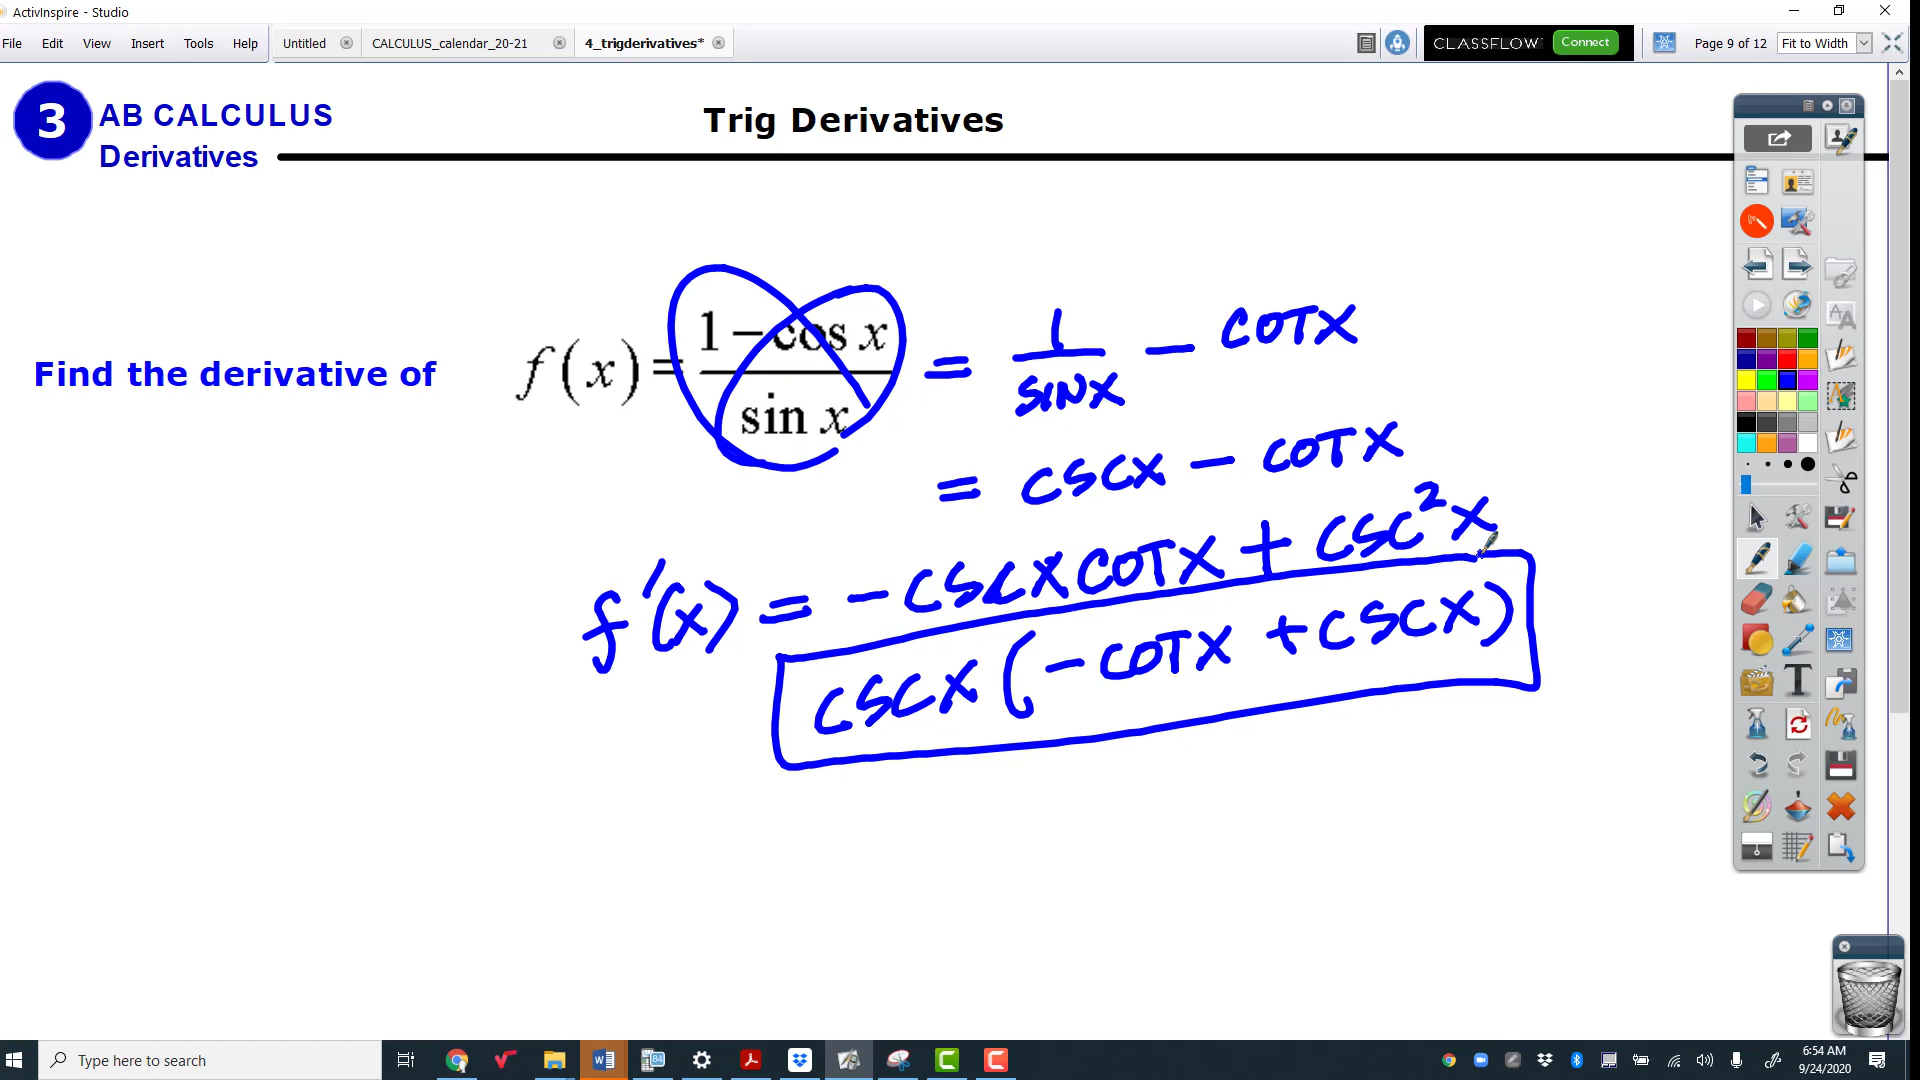 ActivInspire - Studio
File Edit View Insert Tools Help Untitled CALCULUS_calendar_20-21 4_trigderivatives* CLASSFLOW Connect Page 9 of 12 Fit to Width
3 AB CALCULUS
Derivatives
Trig Derivatives
Find the derivative of f(x) = (1 − cos x)/(sin x) = 1/SINX − COTX
= CSCX − COTX
f'(x) = −CSCXCOTX + CSC²X
CSCX(−COTX + CSCX)
Type here to search
6:54 AM
9/24/2020